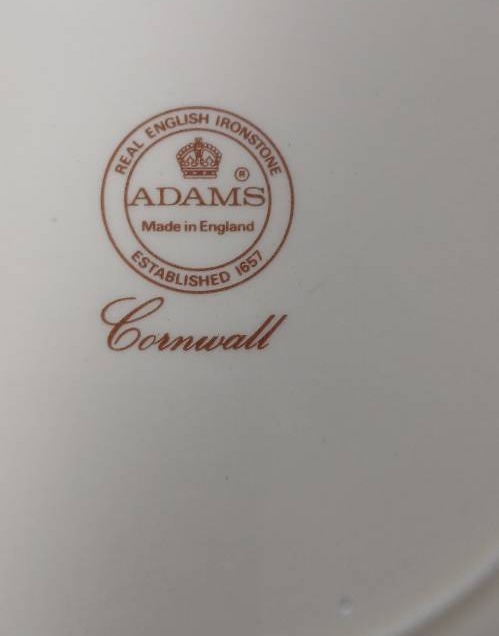 REAL ENGLISH IRONSTONE
ADAMS ®
Made in England
ESTABLISHED 1657
Cornwall